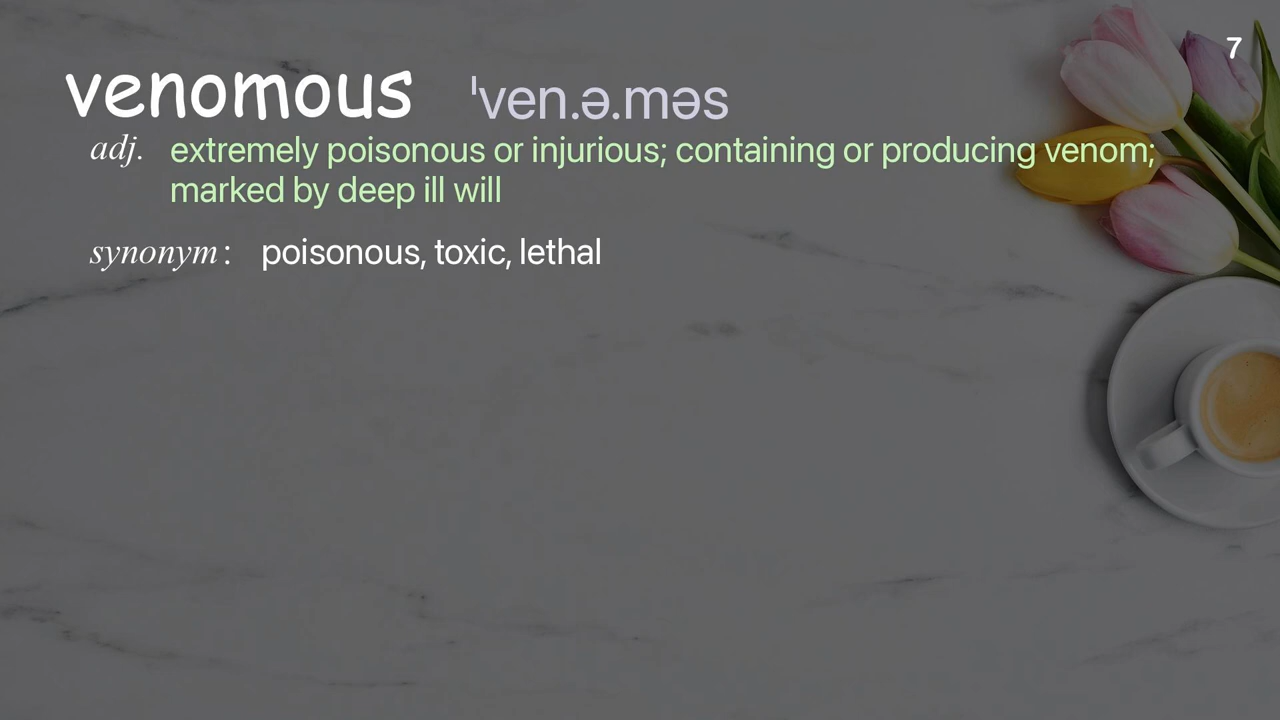 7
venomous ˈven.ə.məs
adj. extremely poisonous or injurious; containing or producing venom;
marked by deep ill will
synonym : poisonous, toxic, lethal